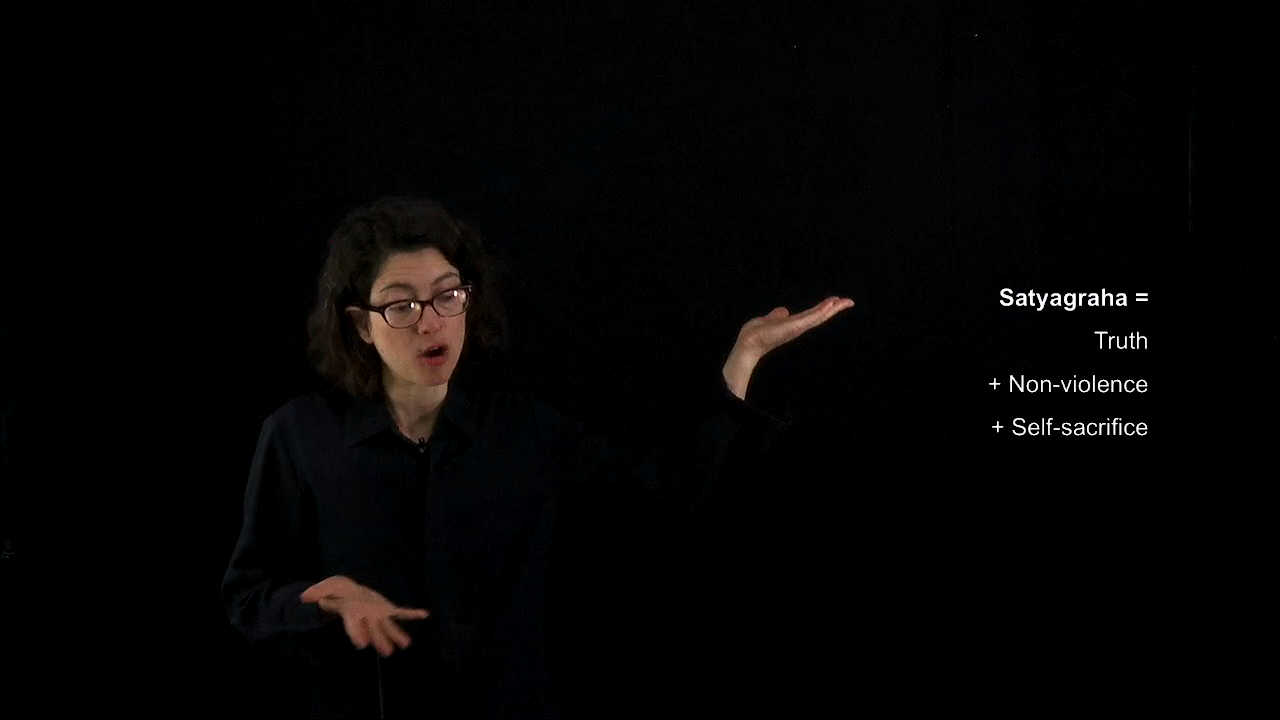 Satyagraha =
Truth
+ Non-violence
+ Self-sacrifice